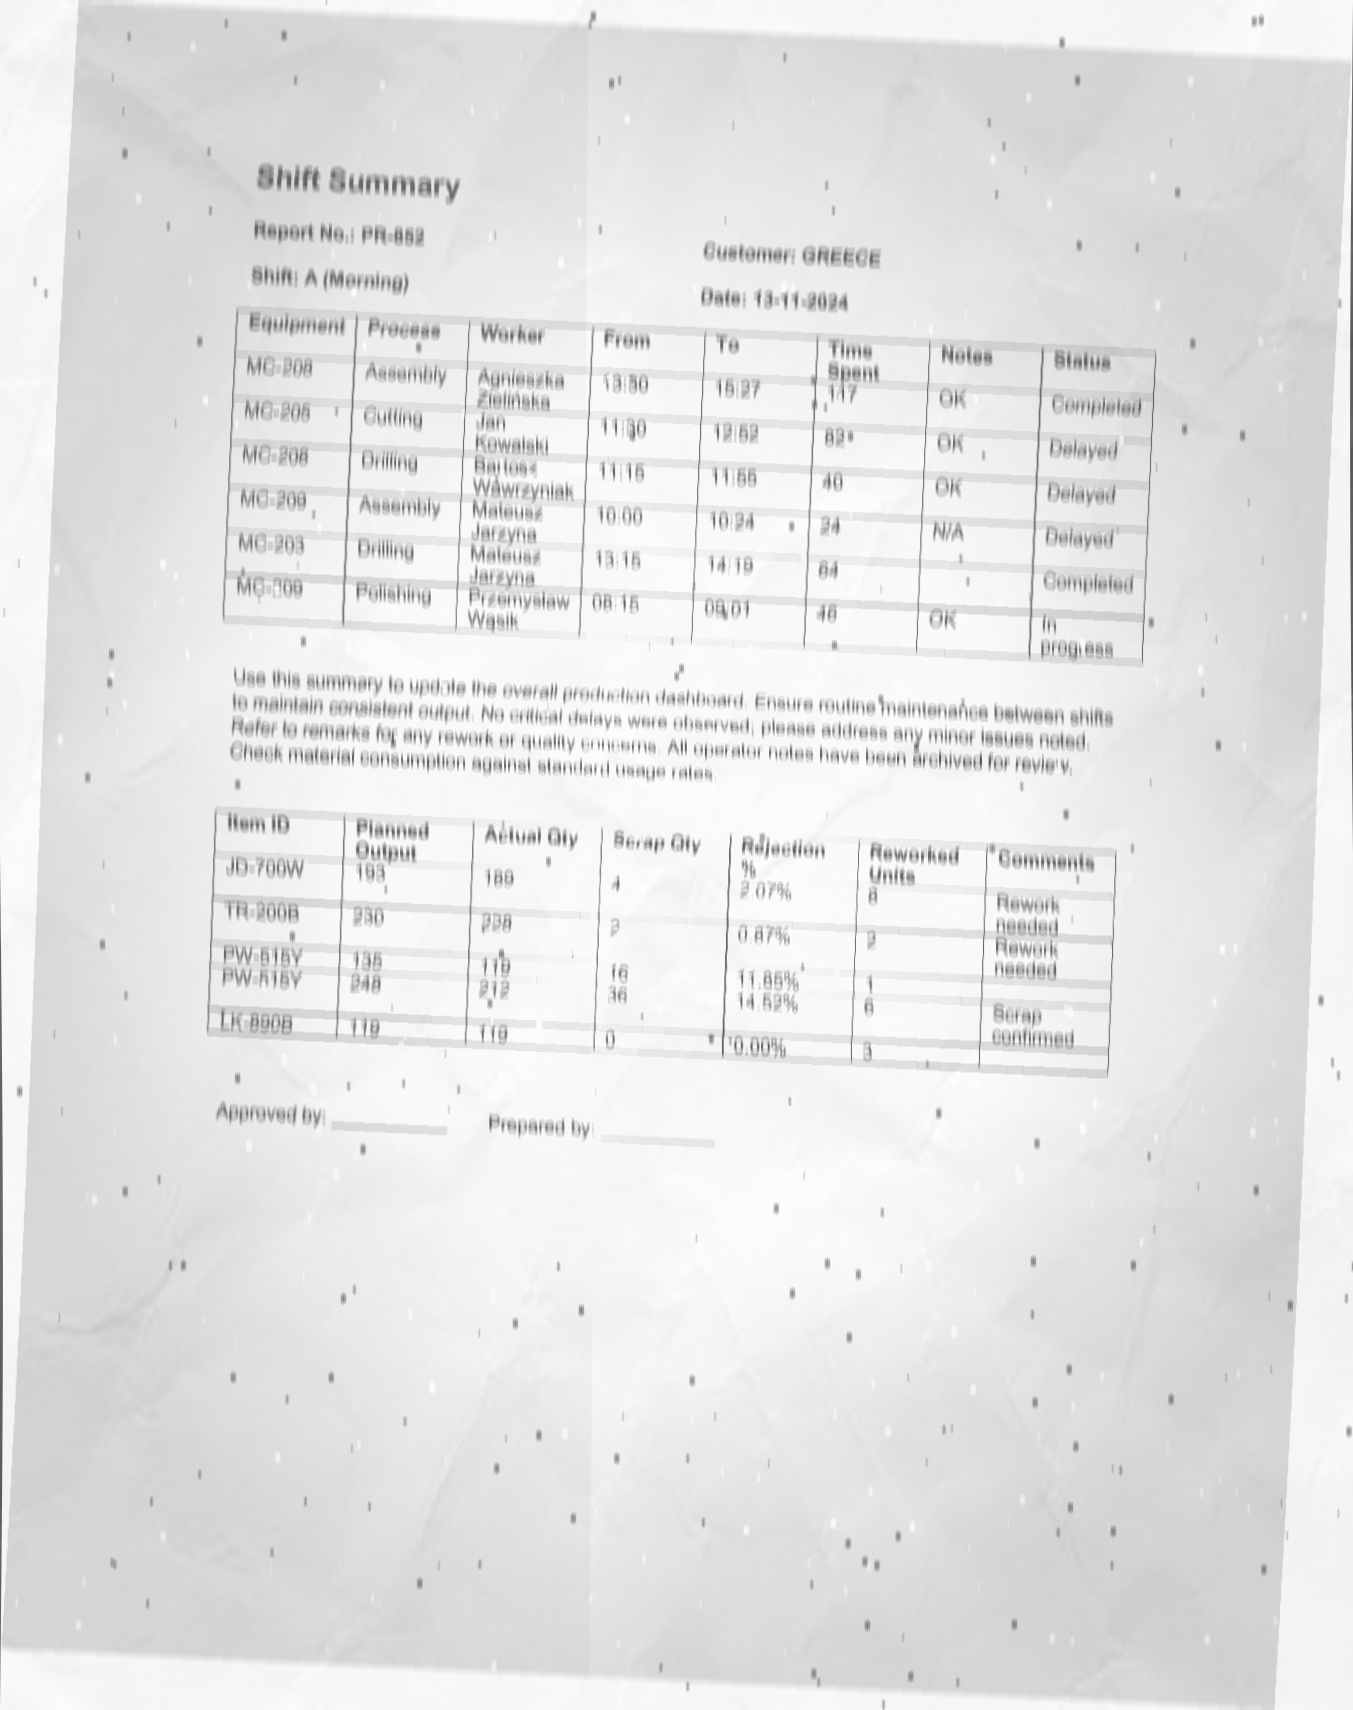 Shift Summary
Report No.: PR-852
Customer: GREECE
Shift: A (Morning)
Date: 13-11-2024
Equipment Process Worker From To Time Spent Notes Status
MC-208 Assembly Agnieszka Zielińska 13:30 15:27 117 OK Completed
MC-205 Cutting Jan Kowalski 11:30 12:52 82 OK Delayed
Drilling Bartosz Wawrzyniak 11:15 11:55 40 OK Delayed
MC-209 Assembly Mateusz Jarzyna 10:00 10:24 24 N/A Delayed
MC-203 Drilling Mateusz Jarzyna 13:15 14:19 64 Completed
Polishing Przemysław Wąsik 08:15 09:01 46 OK In progress
Use this summary to update the overall production dashboard. Ensure routine maintenance between shifts
to maintain consistent output. No critical delays were observed; please address any minor issues noted.
Refer to remarks for any rework or quality concerns. All operator notes have been archived for review.
Check material consumption against standard usage rates.
Item ID Planned Output Actual Qty Scrap Qty Rejection % Reworked Units Comments
JD-700W 193 189 4 2.07% Rework needed
TR-200B 230 228 2 0.87% 2 Rework needed
PW-515Y 135 119 16 11.85% 1
PW-515Y 248 212 36 14.52% 6 Scrap confirmed
LK-890B 119 119 0 0.00% 3
Approved by:
Prepared by: